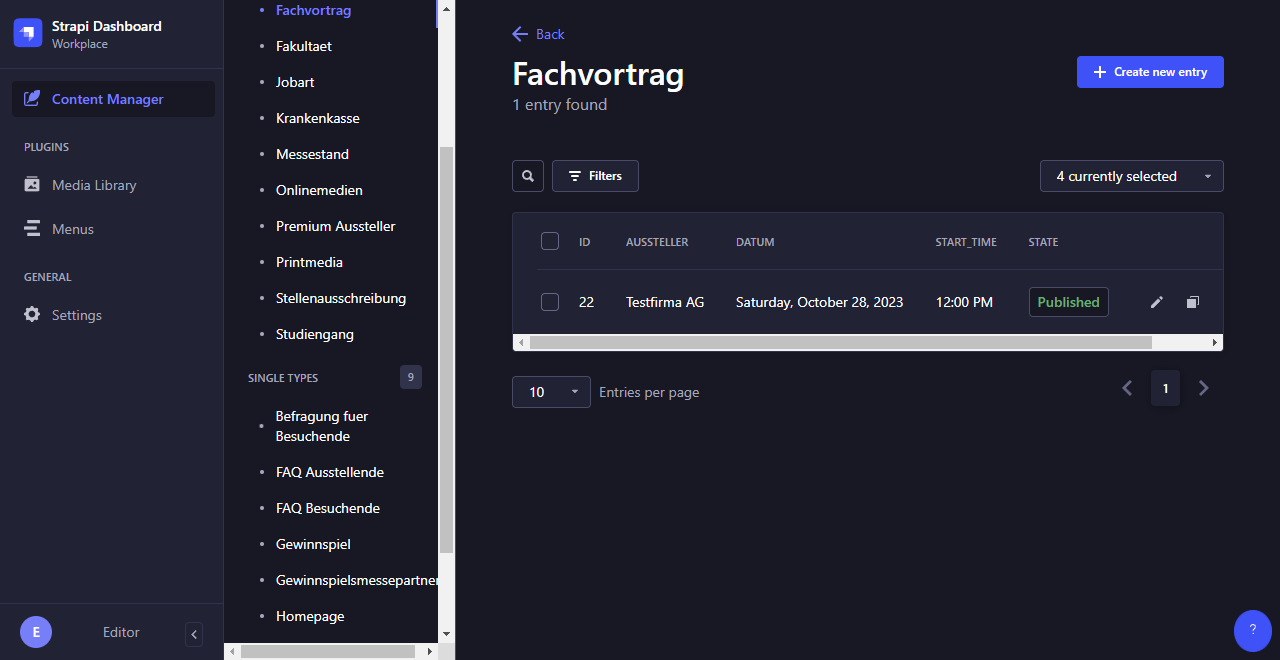 Strapi Dashboard
Workplace
Content Manager
PLUGINS
Media Library
Menus
GENERAL
Settings
E
Editor
Fachvortrag
Fakultaet
Jobart
Krankenkasse
Messestand
Onlinemedien
Premium Aussteller
Printmedia
Stellenausschreibung
Studiengang
SINGLE TYPES 9
Befragung fuer
Besuchende
FAQ Ausstellende
FAQ Besuchende
Gewinnspiel
Gewinnspielsmessepartner
Homepage
Back
Fachvortrag
1 entry found
Create new entry
Filters
4 currently selected
ID AUSSTELLER DATUM START_TIME STATE
22 Testfirma AG Saturday, October 28, 2023 12:00 PM Published
10 Entries per page
1
?